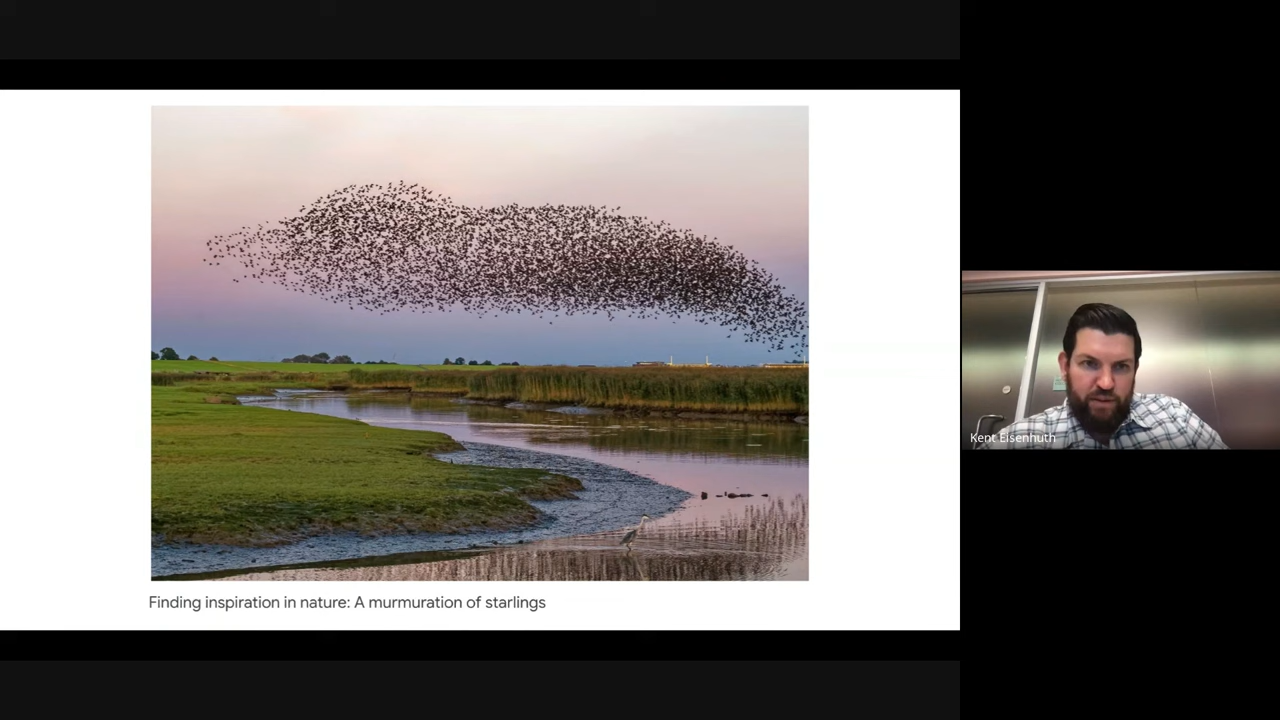 Finding inspiration in nature: A murmuration of starlings
Kent Eisenhuth